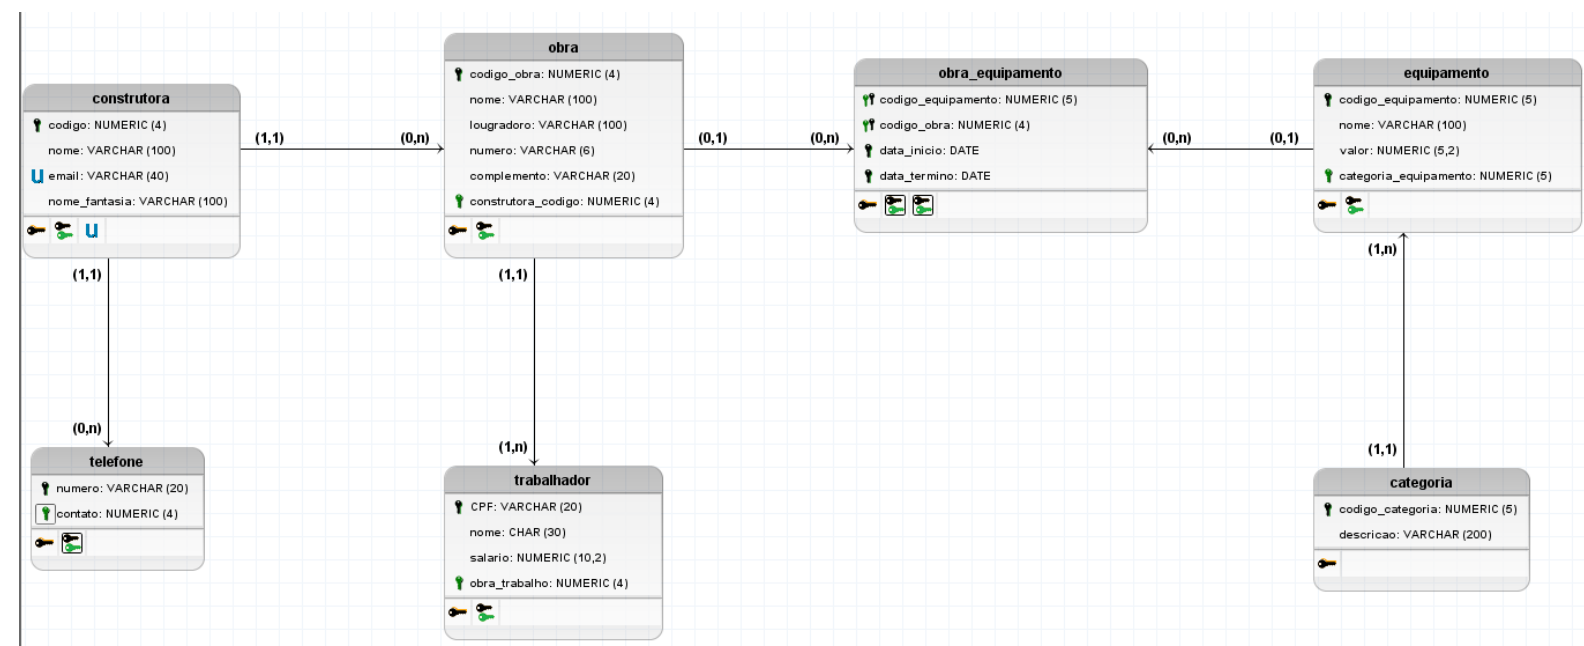 construtora
codigo: NUMERIC (4)
nome: VARCHAR (100)
U email: VARCHAR (40)
nome_fantasia: VARCHAR (100)
U
(1,1)
(0,n)
(1,1)
(0,n)
telefone
numero: VARCHAR (20)
contato: NUMERIC (4)
obra
codigo_obra: NUMERIC (4)
nome: VARCHAR (100)
lougradoro: VARCHAR (100)
numero: VARCHAR (6)
complemento: VARCHAR (20)
construtora_codigo: NUMERIC (4)
(0,1)
(0,n)
(1,1)
(1,n)
trabalhador
CPF: VARCHAR (20)
nome: CHAR (30)
salario: NUMERIC (10,2)
obra_trabalho: NUMERIC (4)
obra_equipamento
codigo_equipamento: NUMERIC (5)
codigo_obra: NUMERIC (4)
data_inicio: DATE
data_termino: DATE
(0,n)
(0,1)
equipamento
codigo_equipamento: NUMERIC (5)
nome: VARCHAR (100)
valor: NUMERIC (5,2)
categoria_equipamento: NUMERIC (5)
(1,n)
(1,1)
categoria
codigo_categoria: NUMERIC (5)
descricao: VARCHAR (200)